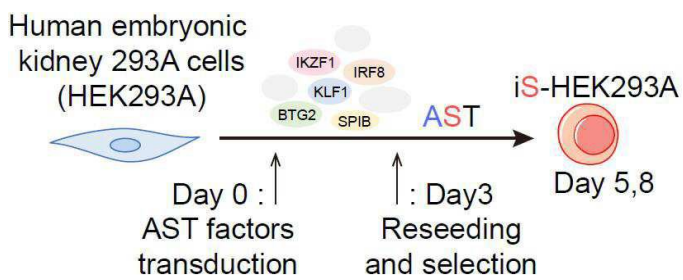 Human embryonic
kidney 293A cells
(HEK293A)
IKZF1
IRF8
KLF1
BTG2
SPIB
AST
iS-HEK293A
Day 5,8
Day 0 :
AST factors
transduction
: Day3
Reseeding
and selection